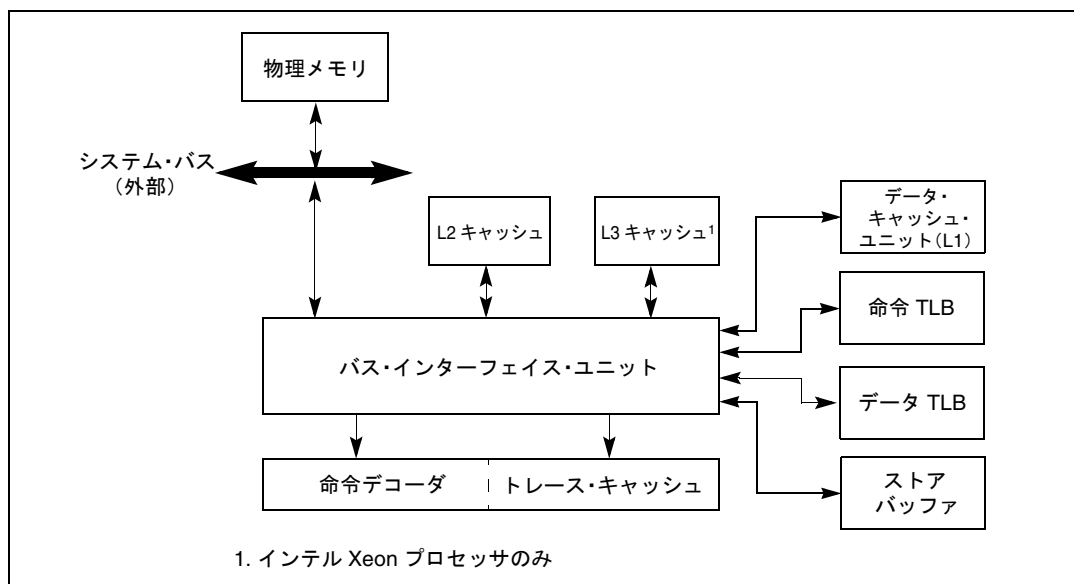 物理メモリ
システム・バス
（外部）
L2 キャッシュ
L3 キャッシュ1
データ・
キャッシュ・
ユニット（L1）
命令 TLB
バス・インターフェイス・ユニット
データ TLB
命令デコーダ
トレース・キャッシュ
ストア
バッファ
1. インテル Xeon プロセッサのみ